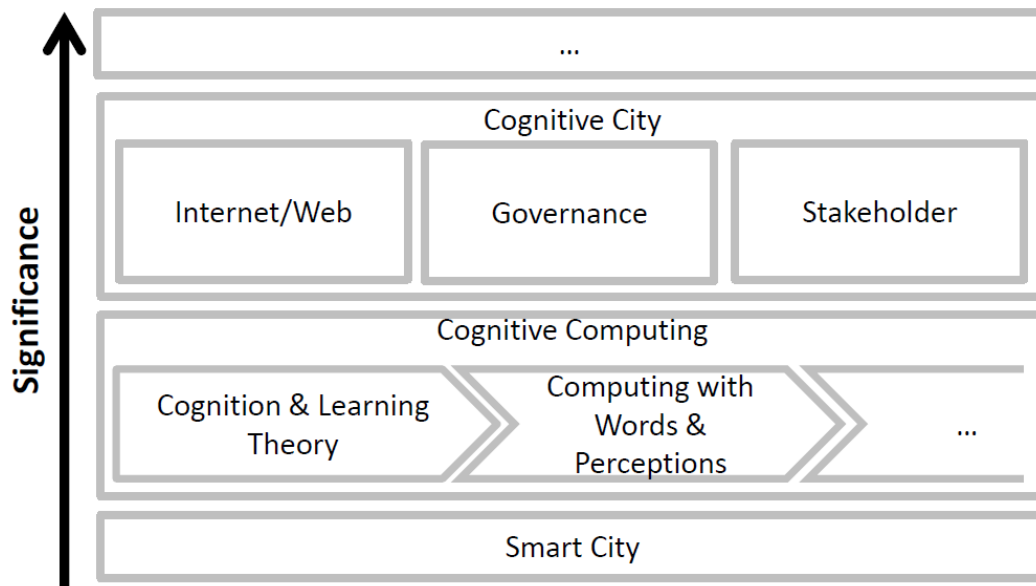 ...
Cognitive City
Internet/Web
Governance
Stakeholder
Significance
Cognitive Computing
Cognition & Learning
Theory
Computing with
Words &
Perceptions
...
Smart City